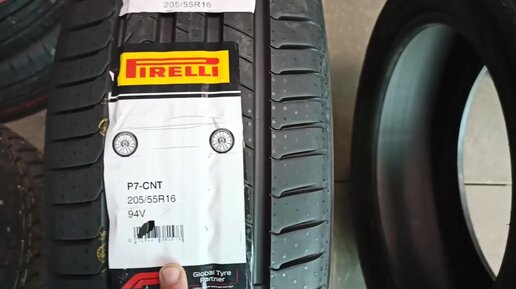 205/55R16
PIRELLI
P7-CNT
205/55R16
94V
Global Tyre
Partner